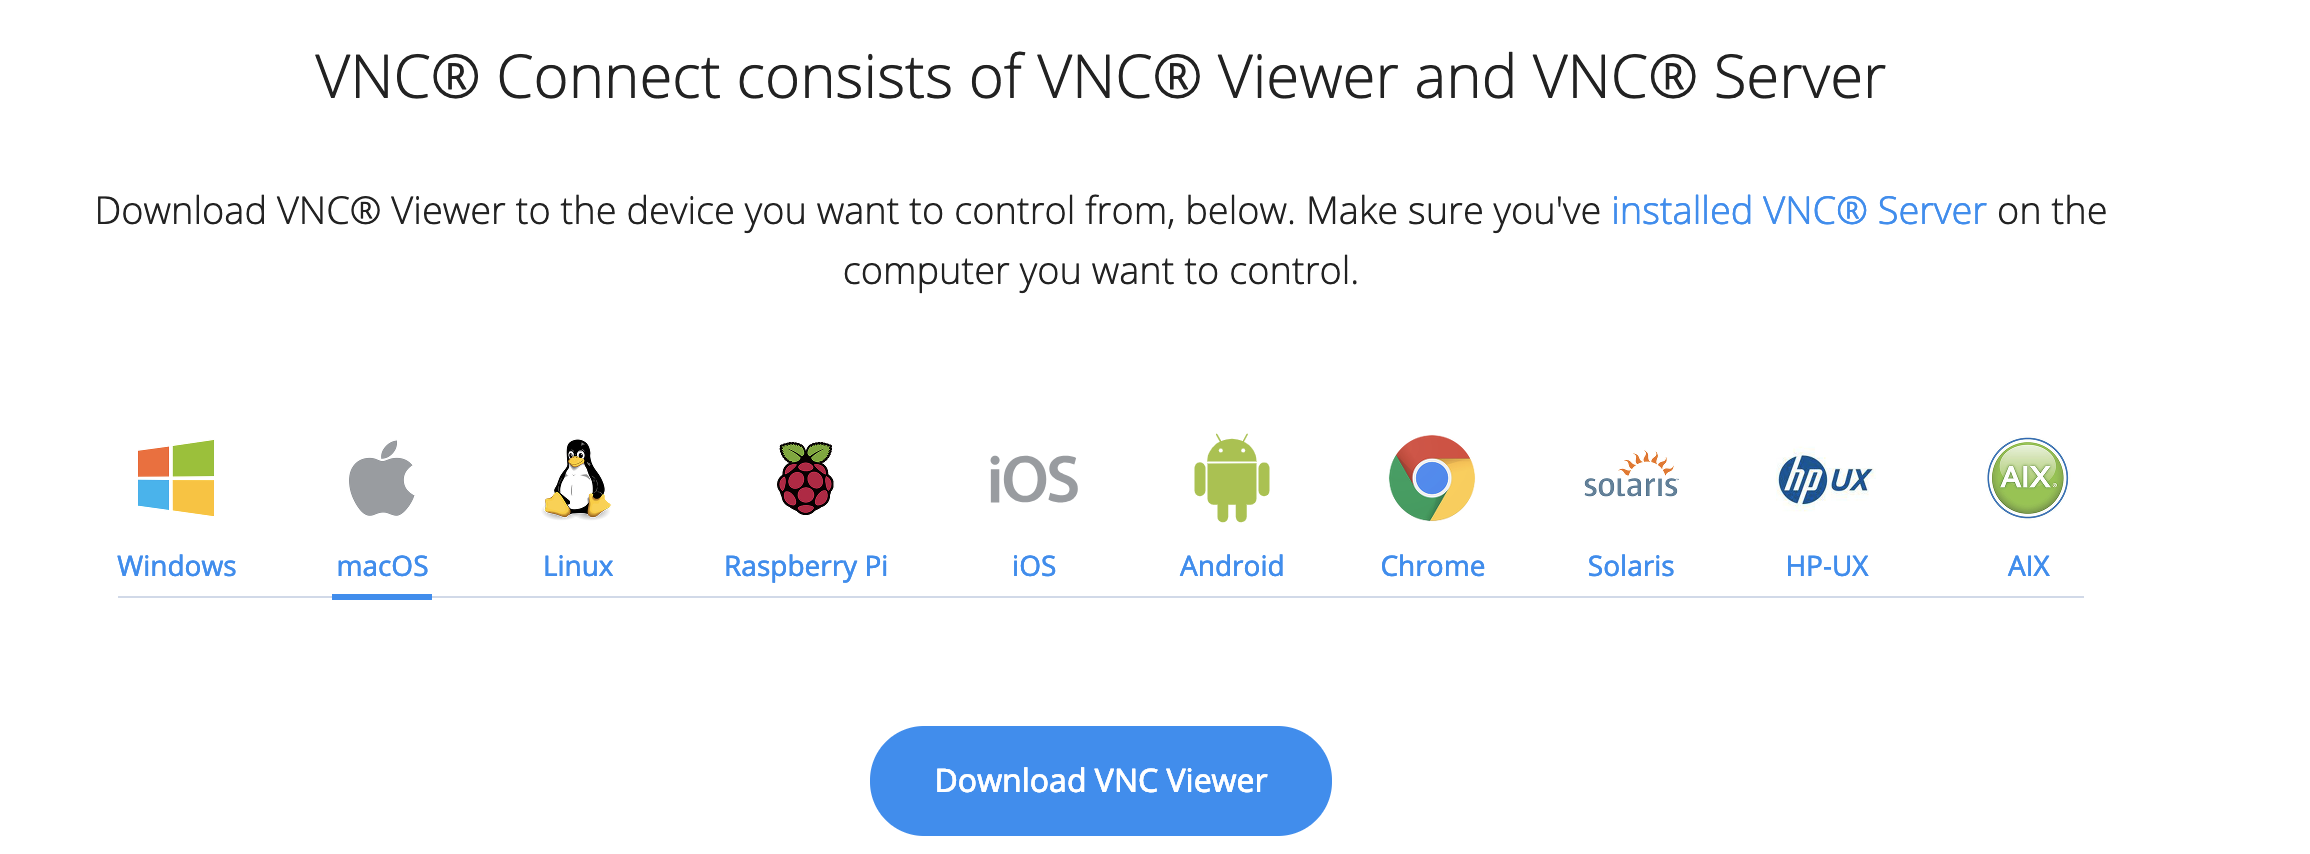 VNC® Connect consists of VNC® Viewer and VNC® Server
Download VNC® Viewer to the device you want to control from, below. Make sure you've installed VNC® Server on the
computer you want to control.
iOS
solaris
hp UX
AIX
Windows
macOS
Linux
Raspberry Pi
iOS
Android
Chrome
Solaris
HP-UX
AIX
Download VNC Viewer